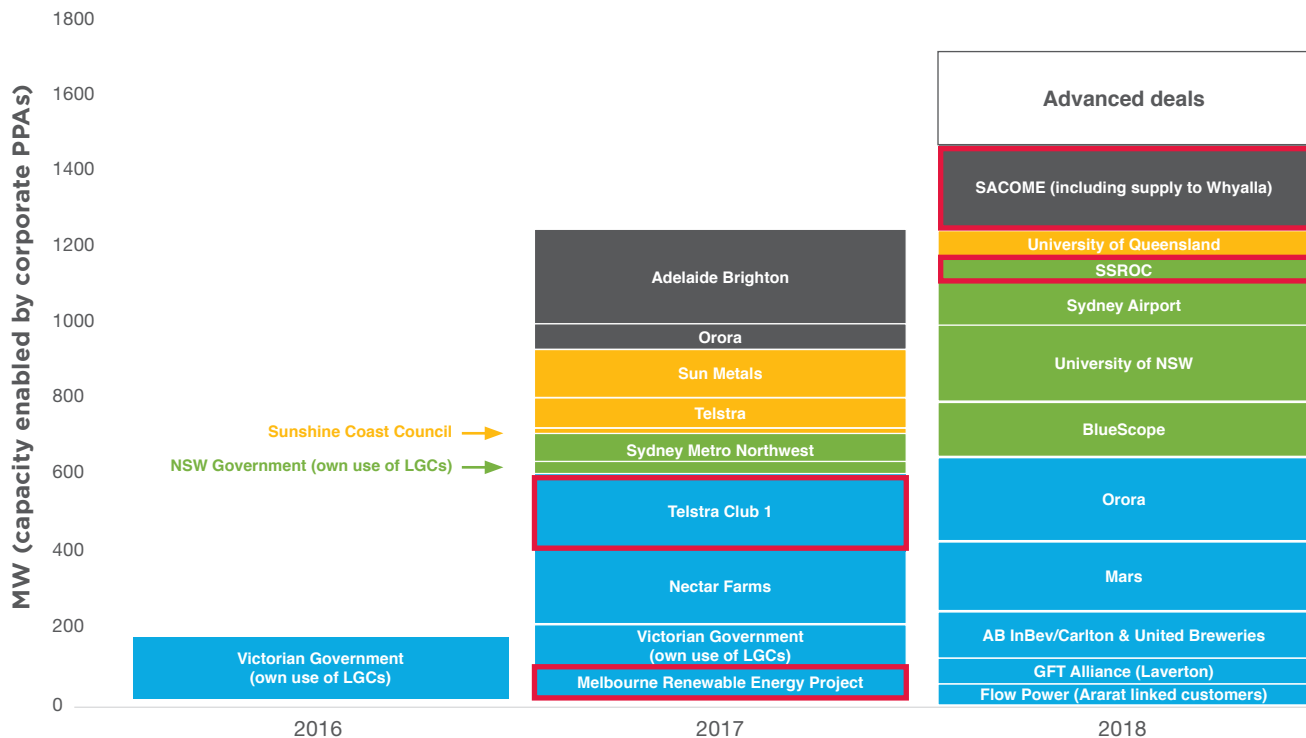 MW (capacity enabled by corporate PPAs)
1800
1600
1400
1200
1000
800
600
400
200
0
Victorian Government
(own use of LGCs)
2016
Sunshine Coast Council
NSW Government (own use of LGCs)
Adelaide Brighton
Orora
Sun Metals
Telstra
Sydney Metro Northwest
Telstra Club 1
Nectar Farms
Victorian Government
(own use of LGCs)
Melbourne Renewable Energy Project
2017
Advanced deals
SACOME (including supply to Whyalla)
University of Queensland
SSROC
Sydney Airport
University of NSW
BlueScope
Orora
Mars
AB InBev/Carlton & United Breweries
GFT Alliance (Laverton)
Flow Power (Ararat linked customers)
2018